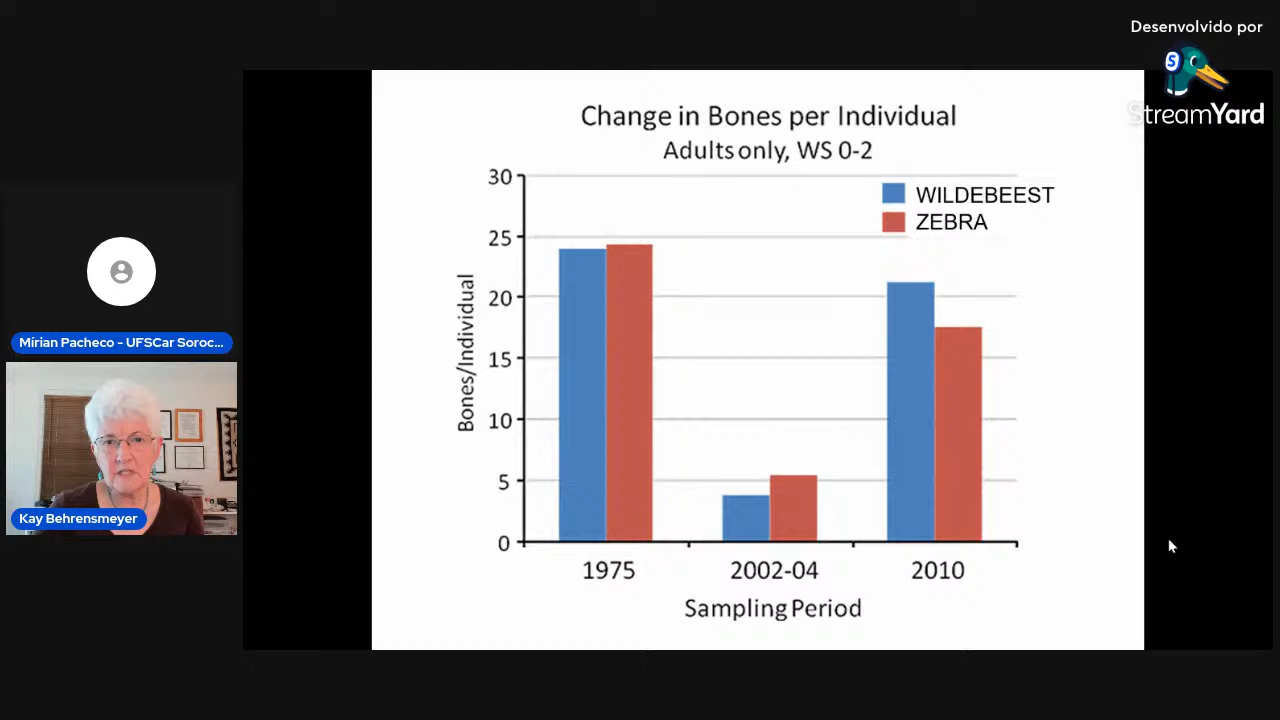 Desenvolvido por
StreamYard
Change in Bones per Individual
Adults only, WS 0-2
WILDEBEEST
ZEBRA
Bones/Individual
30
25
20
15
10
5
0
1975
2002-04
2010
Sampling Period
Mírian Pacheco - UFSCar Soroc...
Kay Behrensmeyer